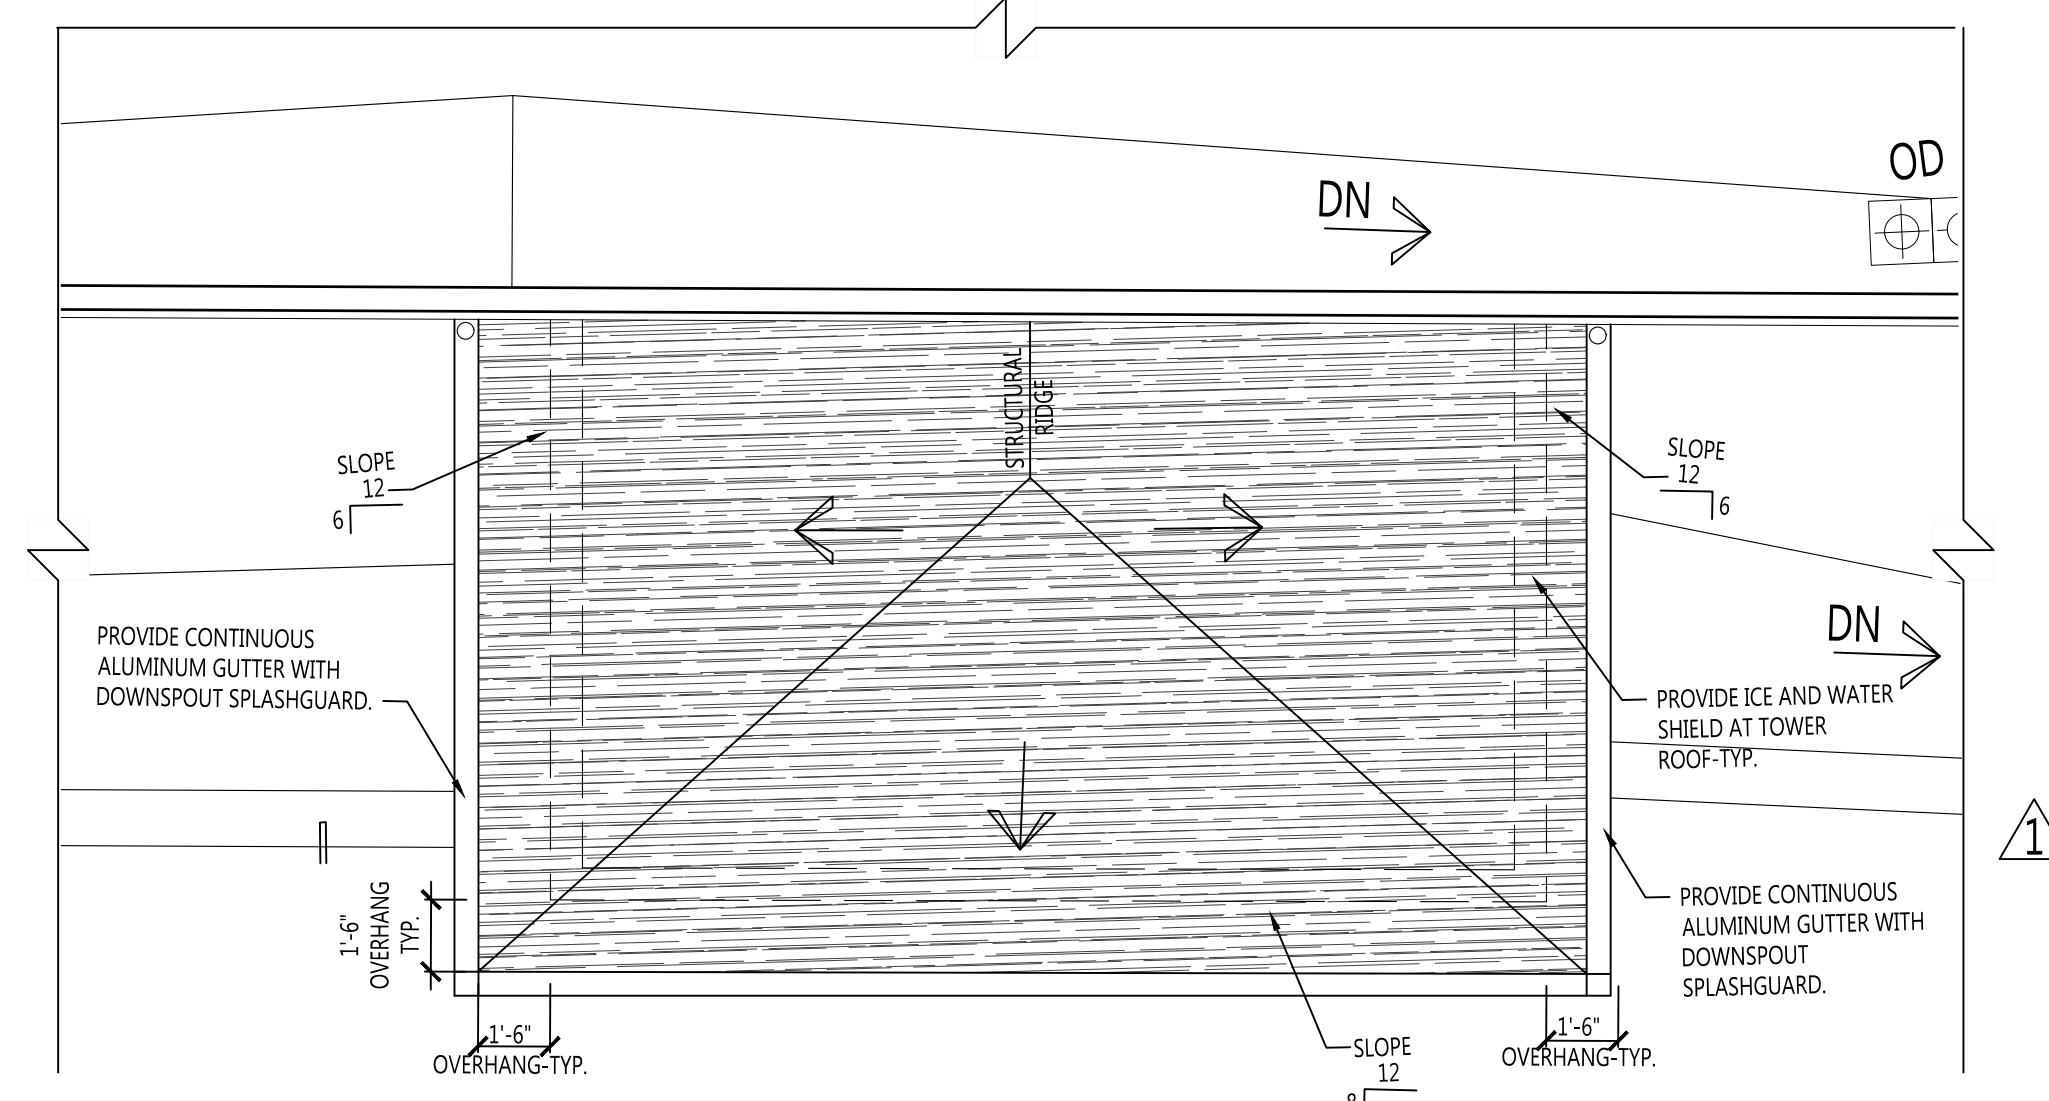 OD
DN
STRUCTURAL
RIDGE
SLOPE
12
6
SLOPE
12
6
PROVIDE CONTINUOUS
ALUMINUM GUTTER WITH
DOWNSPOUT SPLASHGUARD.
DN
PROVIDE ICE AND WATER
SHIELD AT TOWER
ROOF-TYP.
1
1'-6"
OVERHANG
TYP.
PROVIDE CONTINUOUS
ALUMINUM GUTTER WITH
DOWNSPOUT
SPLASHGUARD.
1'-6"
OVERHANG-TYP.
1'-6"
OVERHANG-TYP.
SLOPE
12